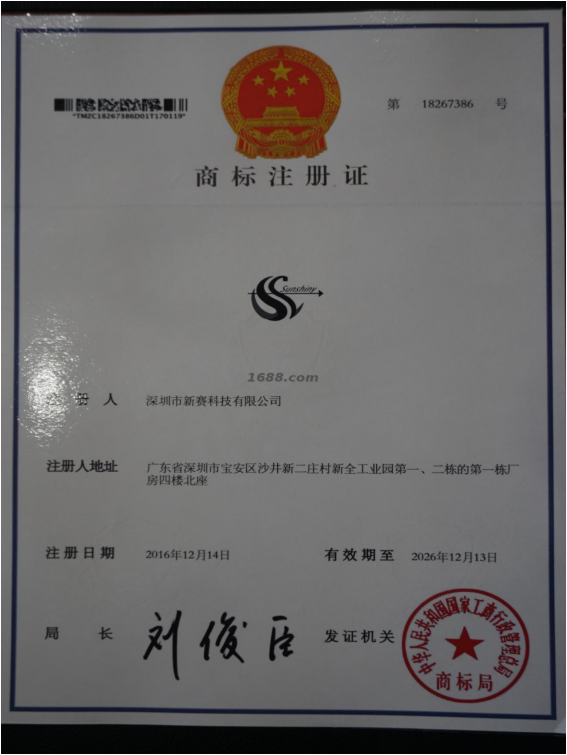 "TMZC18267386D01T170119"
第 18267386 号
商标注册证
Sunshiny
1688.com
注册人 深圳市新赛科技有限公司
注册人地址 广东省深圳市宝安区沙井新二庄村新全工业园第一、二栋的第一栋厂
房四楼北座
注册日期 2016年12月14日 有效期至 2026年12月13日
局长 刘俊臣 发证机关
中华人民共和国国家工商行政管理总局
商标局